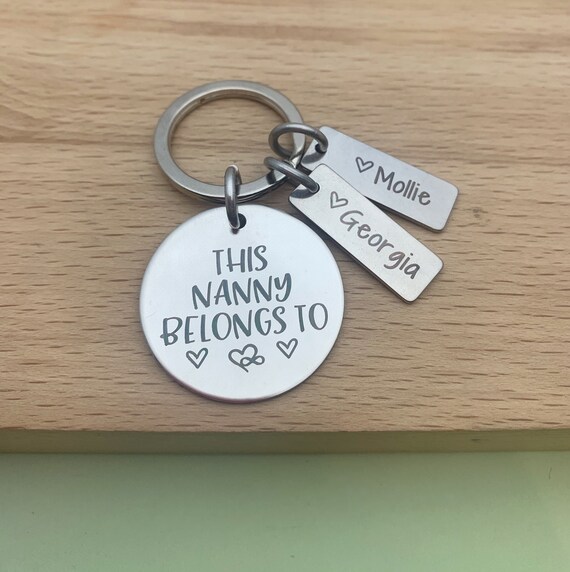 ♡Mollie
♡Georgia
THIS
NANNY
BELONGS TO